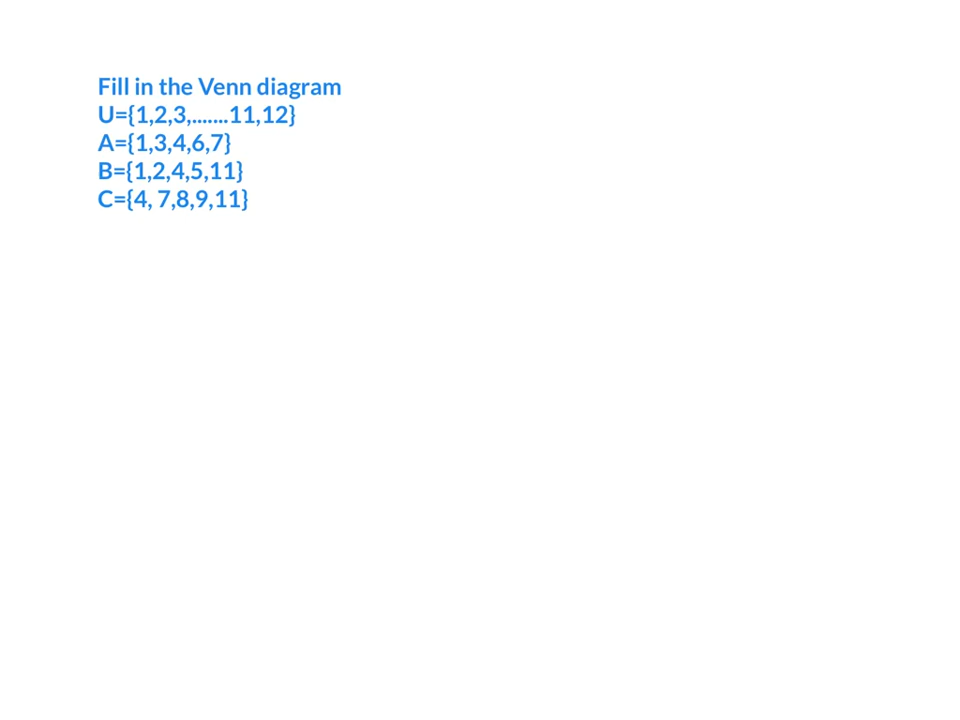 Fill in the Venn diagram
U={1,2,3,.......11,12}
A={1,3,4,6,7}
B={1,2,4,5,11}
C={4, 7,8,9,11}